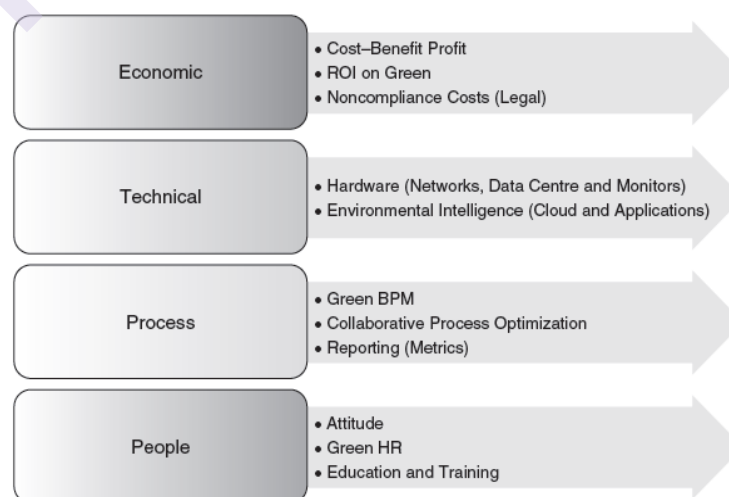 Economic
• Cost–Benefit Profit
• ROI on Green
• Noncompliance Costs (Legal)
Technical
• Hardware (Networks, Data Centre and Monitors)
• Environmental Intelligence (Cloud and Applications)
Process
• Green BPM
• Collaborative Process Optimization
• Reporting (Metrics)
People
• Attitude
• Green HR
• Education and Training